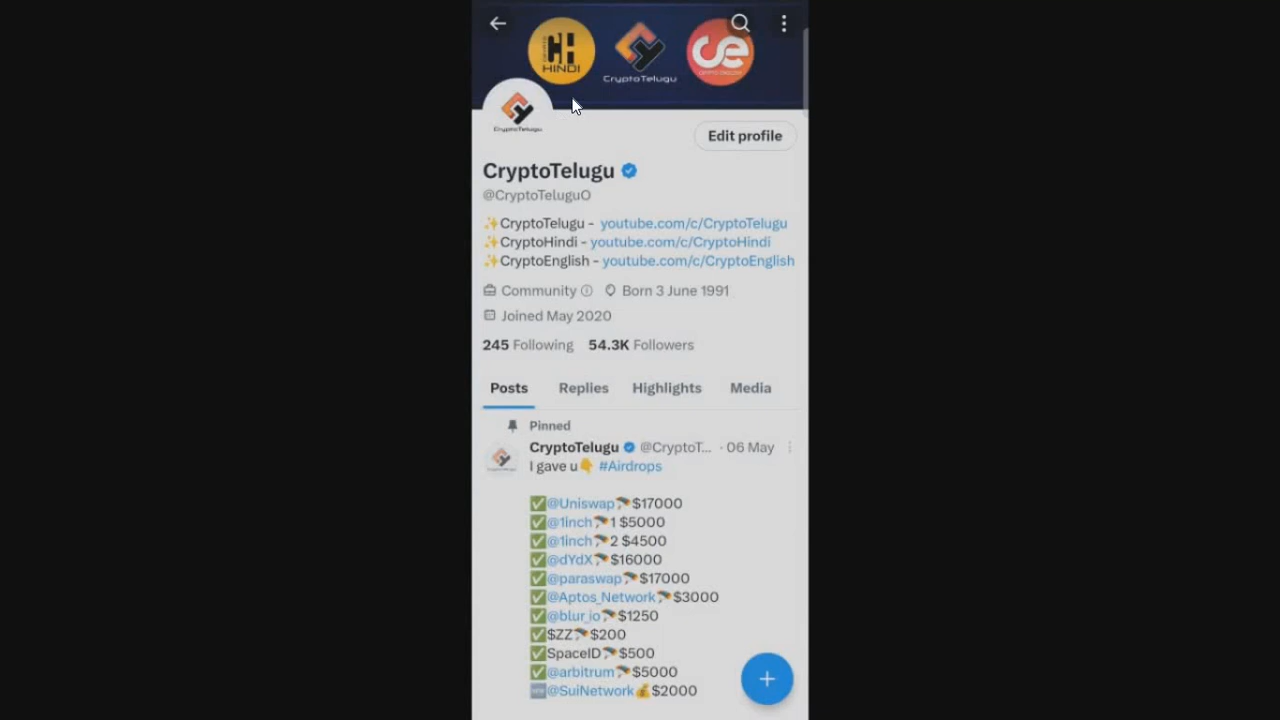 CRYPTO HINDI
CryptoTelugu
CryptoTelugu
Edit profile
CryptoTelugu
@CryptoTeluguO
✨CryptoTelugu - youtube.com/c/CryptoTelugu
✨CryptoHindi - youtube.com/c/CryptoHindi
✨CryptoEnglish - youtube.com/c/CryptoEnglish
Community Born 3 June 1991
Joined May 2020
245 Following 54.3K Followers
Posts Replies Highlights Media
Pinned
CryptoTelugu @CryptoT... · 06 May
I gave u👇 #Airdrops
✅@Uniswap🪂$17000
✅@1inch🪂1 $5000
✅@1inch🪂2 $4500
✅@dYdX🪂$16000
✅@paraswap🪂$17000
✅@Aptos_Network🪂$3000
✅@blur_io🪂$1250
✅$ZZ🪂$200
✅SpaceID🪂$500
✅@arbitrum🪂$5000
🆕@SuiNetwork💰$2000